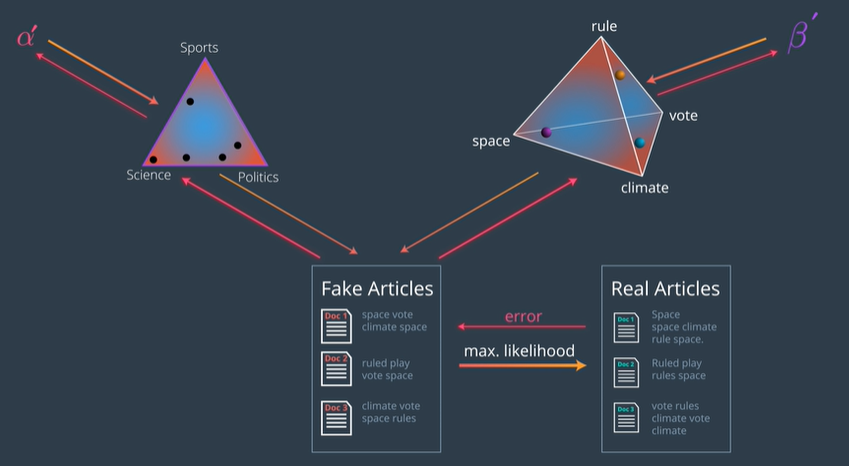 α′
β′
rule
Sports
vote
space
Science
Politics
climate
Fake Articles
Doc 1
space vote
climate space
Doc 2
ruled play
vote space
Doc 3
climate vote
space rules
error
max. likelihood
Real Articles
Doc 1
Space
space climate
rule space.
Doc 2
Ruled play
rules space
Doc 3
vote rules
climate vote
climate